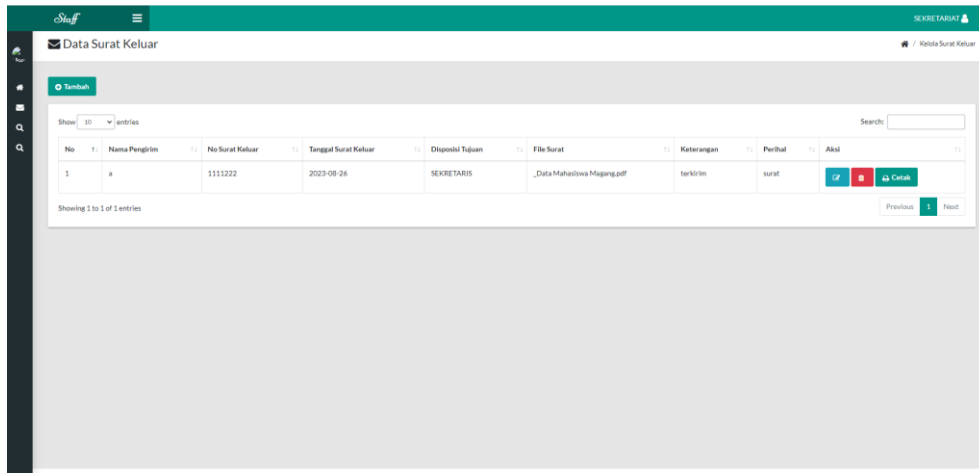 Staff SEKRETARIAT
Data Surat Keluar / Kelola Surat Keluar
Tambah
Show 10 entries Search:
No Nama Pengirim No Surat Keluar Tanggal Surat Keluar Disposisi Tujuan File Surat Keterangan Perihal Aksi
1 a 1111222 2023-08-26 SEKRETARIS _Data Mahasiswa Magang.pdf terkirim surat Cetak
Showing 1 to 1 of 1 entries Previous 1 Next